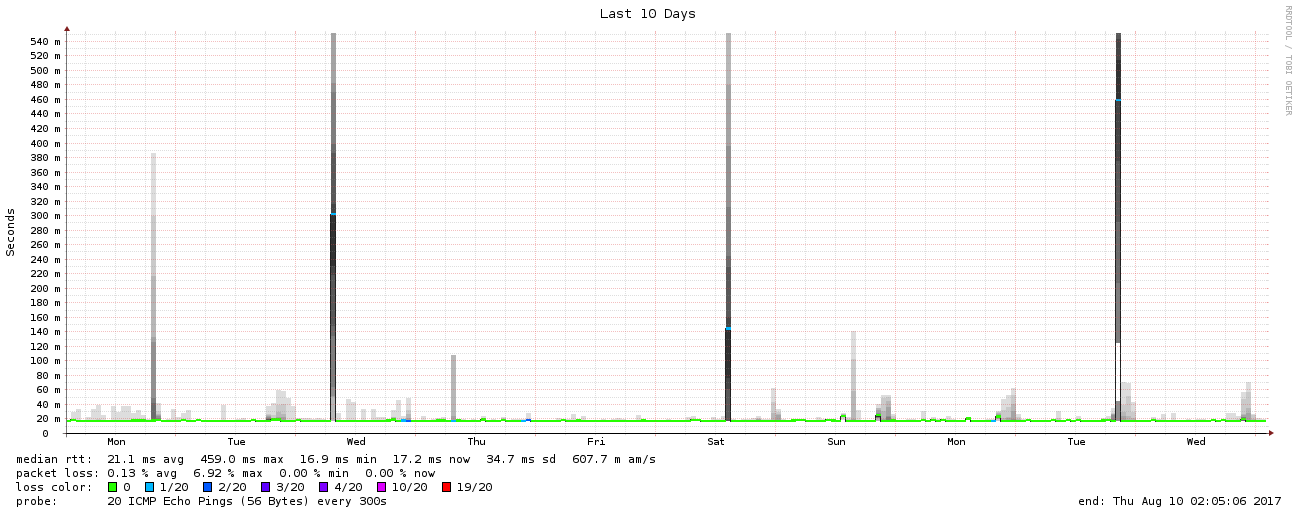 Last 10 Days
RRDTOOL / TOBI OETIKER
Seconds
540 m
520 m
500 m
480 m
460 m
440 m
420 m
400 m
380 m
360 m
340 m
320 m
300 m
280 m
260 m
240 m
220 m
200 m
180 m
160 m
140 m
120 m
100 m
80 m
60 m
40 m
20 m
0
Mon Tue Wed Thu Fri Sat Sun Mon Tue Wed
median rtt: 21.1 ms avg 459.0 ms max 16.9 ms min 17.2 ms now 34.7 ms sd 607.7 m am/s
packet loss: 0.13 % avg 6.92 % max 0.00 % min 0.00 % now
loss color: 0 1/20 2/20 3/20 4/20 10/20 19/20
probe: 20 ICMP Echo Pings (56 Bytes) every 300s end: Thu Aug 10 02:05:06 2017